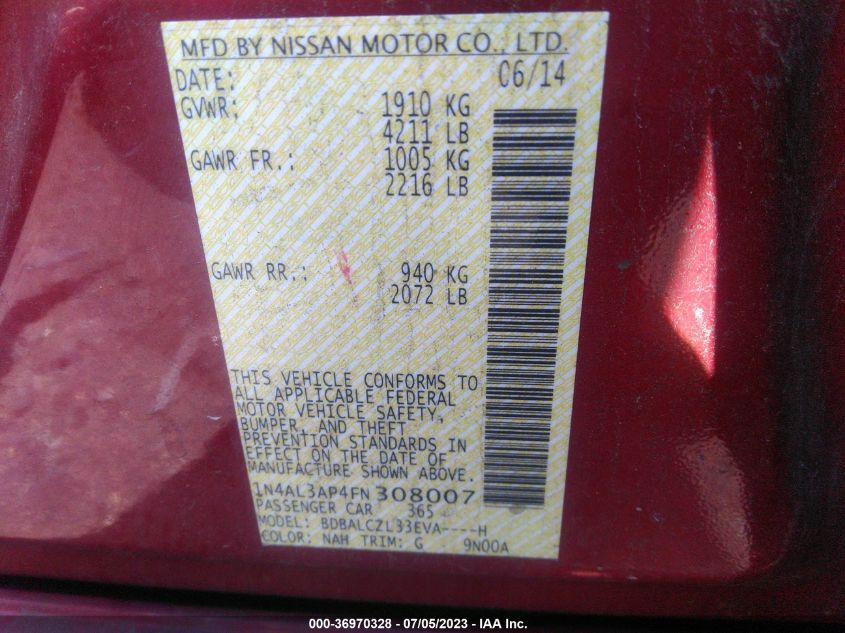 MFD BY NISSAN MOTOR CO., LTD.
DATE: 06/14
GVWR: 1910 KG
4211 LB
GAWR FR.: 1005 KG
2216 LB
GAWR RR.: 940 KG
2072 LB
THIS VEHICLE CONFORMS TO
ALL APPLICABLE FEDERAL
MOTOR VEHICLE SAFETY,
BUMPER, AND THEFT
PREVENTION STANDARDS IN
EFFECT ON THE DATE OF
MANUFACTURE SHOWN ABOVE.
1N4AL3AP4FN308007
PASSENGER CAR 365
MODEL: BDBALCZL33EVA----H
COLOR: NAH TRIM: G 9N00A
000-36970328 - 07/05/2023 - IAA Inc.